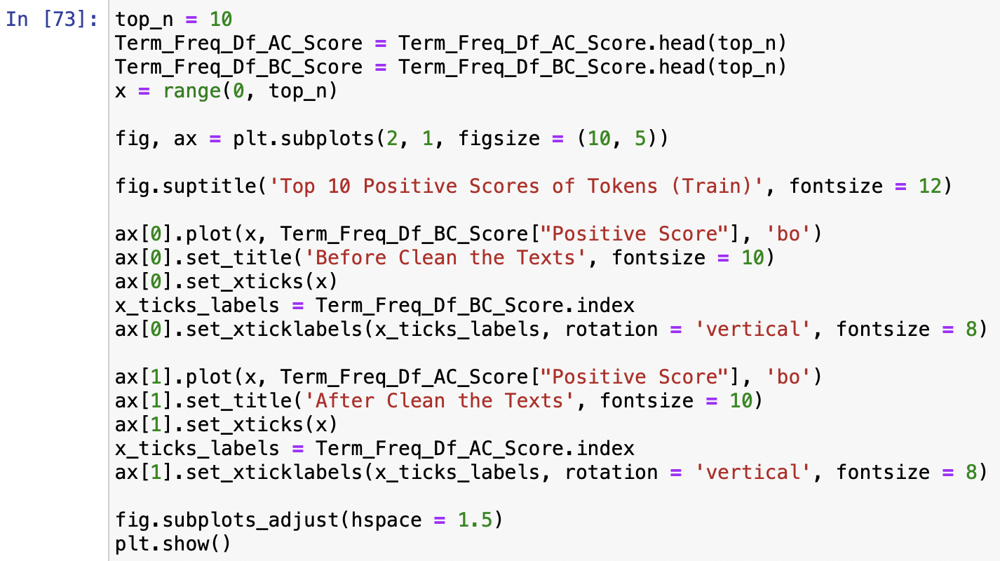 In [73]: top_n = 10
Term_Freq_Df_AC_Score = Term_Freq_Df_AC_Score.head(top_n)
Term_Freq_Df_BC_Score = Term_Freq_Df_BC_Score.head(top_n)
x = range(0, top_n)
fig, ax = plt.subplots(2, 1, figsize = (10, 5))
fig.suptitle('Top 10 Positive Scores of Tokens (Train)', fontsize = 12)
ax[0].plot(x, Term_Freq_Df_BC_Score["Positive Score"], 'bo')
ax[0].set_title('Before Clean the Texts', fontsize = 10)
ax[0].set_xticks(x)
x_ticks_labels = Term_Freq_Df_BC_Score.index
ax[0].set_xticklabels(x_ticks_labels, rotation = 'vertical', fontsize = 8)
ax[1].plot(x, Term_Freq_Df_AC_Score["Positive Score"], 'bo')
ax[1].set_title('After Clean the Texts', fontsize = 10)
ax[1].set_xticks(x)
x_ticks_labels = Term_Freq_Df_AC_Score.index
ax[1].set_xticklabels(x_ticks_labels, rotation = 'vertical', fontsize = 8)
fig.subplots_adjust(hspace = 1.5)
plt.show()